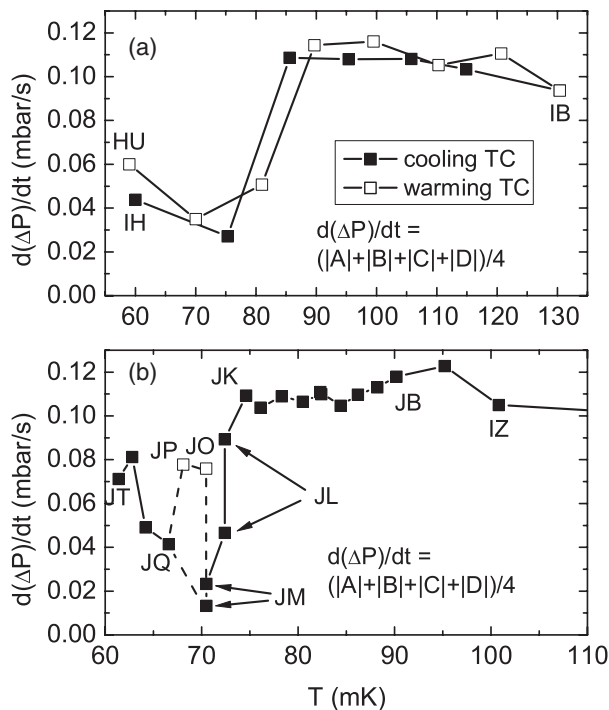 0.12
(a)
0.10
0.08
HU
IB
cooling TC
0.06
warming TC
0.04
IH
d(ΔP)/dt =
0.02
(|A|+|B|+|C|+|D|)/4
0.00
d(ΔP)/dt (mbar/s)
60 70 80 90 100 110 120 130
(b)
JK
0.12
JB
0.10
IZ
JP JO
0.08
JT
JL
0.06
JQ
0.04
d(ΔP)/dt =
0.02
JM
(|A|+|B|+|C|+|D|)/4
0.00
d(ΔP)/dt (mbar/s)
60 70 80 90 100 110
T (mK)